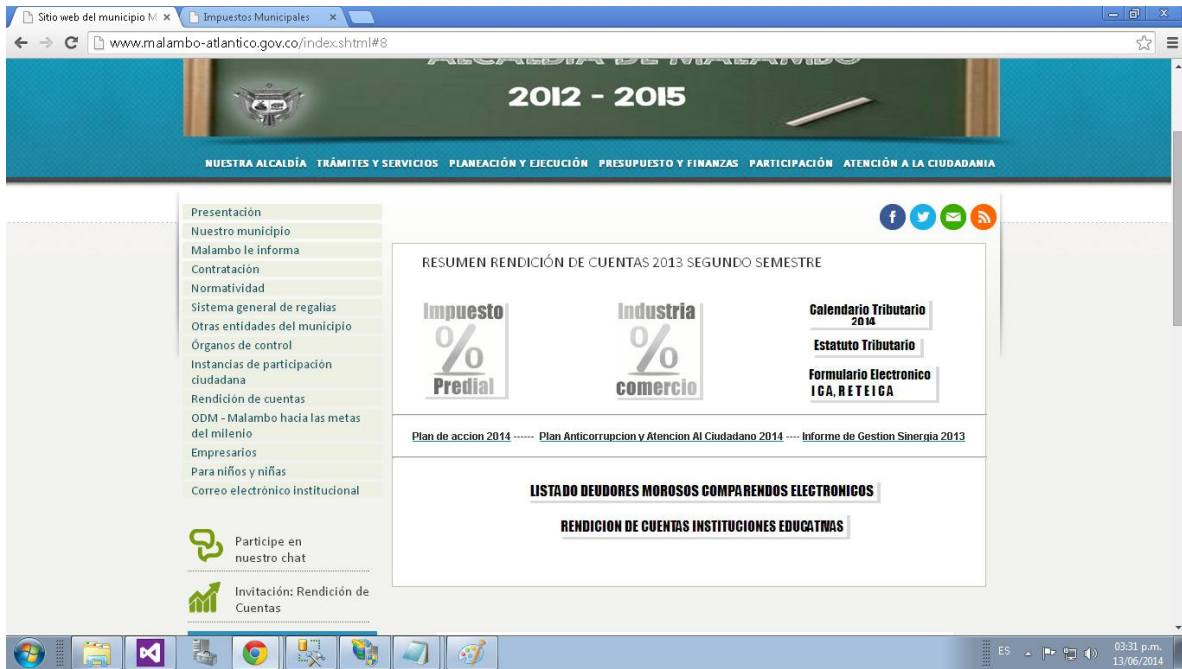 Sitio web del municipio M
Impuestos Municipales
www.malambo-atlantico.gov.co/index.shtml#8
ALCALDÍA DE MALAMBO
2012 - 2015
NUESTRA ALCALDÍA TRÁMITES Y SERVICIOS PLANEACIÓN Y EJECUCIÓN PRESUPUESTO Y FINANZAS PARTICIPACIÓN ATENCIÓN A LA CIUDADANIA
Presentación
Nuestro municipio
Malambo le informa
Contratación
Normatividad
Sistema general de regalías
Otras entidades del municipio
Órganos de control
Instancias de participación
ciudadana
Rendición de cuentas
ODM - Malambo hacia las metas
del milenio
Empresarios
Para niños y niñas
Correo electrónico institucional
Participe en
nuestro chat
Invitación: Rendición de
Cuentas
RESUMEN RENDICIÓN DE CUENTAS 2013 SEGUNDO SEMESTRE
Impuesto
%
Predial
Industria
%
comercio
Calendario Tributario
2014
Estatuto Tributario
Formulario Electronico
ICA, RETEICA
Plan de accion 2014 ------ Plan Anticorrupcion y Atencion Al Ciudadano 2014 ---- Informe de Gestion Sinergia 2013
LISTADO DEUDORES MOROSOS COMPARENDOS ELECTRONICOS
RENDICION DE CUENTAS INSTITUCIONES EDUCATIVAS
ES
03:31 p.m.
13/06/2014